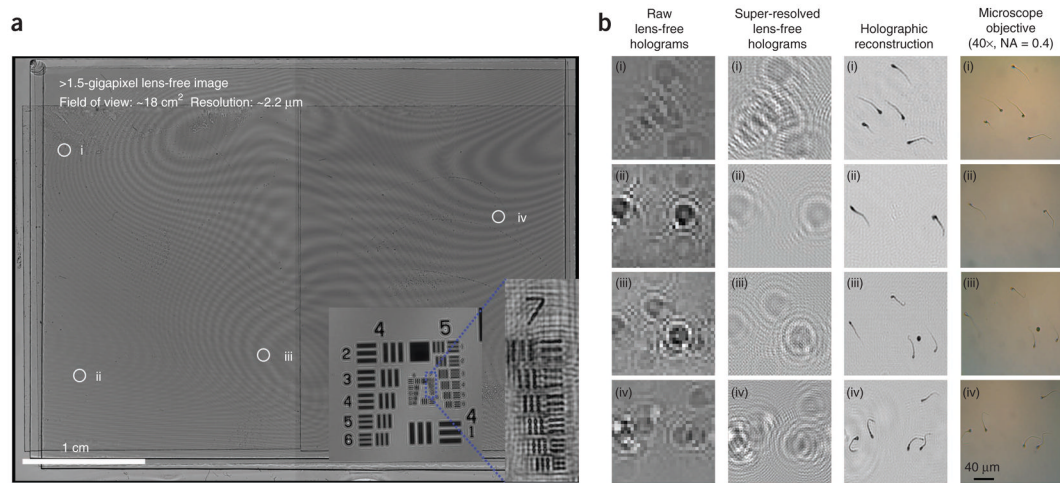 a
>1.5-gigapixel lens-free image
Field of view: ~18 cm² Resolution: ~2.2 μm
i
iv
iii
ii
1 cm
4 5
2
3
4
5
6
4
1
7
b
Raw
lens-free
holograms
Super-resolved
lens-free
holograms
Holographic
reconstruction
Microscope
objective
(40×, NA = 0.4)
(i) (i) (i) (i)
(ii) (ii) (ii) (ii)
(iii) (iii) (iii) (iii)
(iv) (iv) (iv) (iv)
40 μm